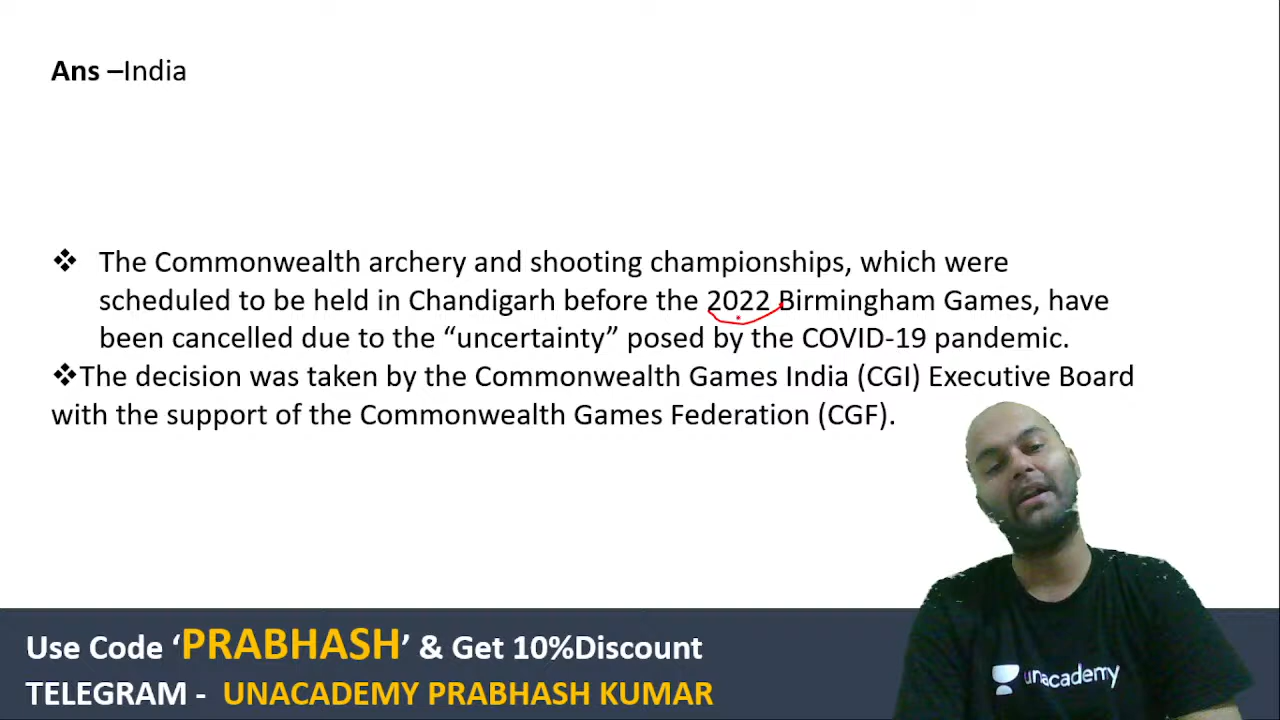 Ans –India
❖ The Commonwealth archery and shooting championships, which were
scheduled to be held in Chandigarh before the 2022 Birmingham Games, have
been cancelled due to the “uncertainty” posed by the COVID-19 pandemic.
❖The decision was taken by the Commonwealth Games India (CGI) Executive Board
with the support of the Commonwealth Games Federation (CGF).
unacademy
Use Code ‘PRABHASH’ & Get 10%Discount
TELEGRAM - UNACADEMY PRABHASH KUMAR